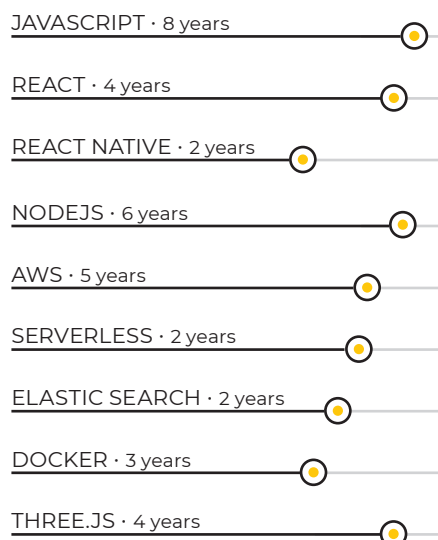 JAVASCRIPT · 8 years
REACT · 4 years
REACT NATIVE · 2 years
NODEJS · 6 years
AWS · 5 years
SERVERLESS · 2 years
ELASTIC SEARCH · 2 years
DOCKER · 3 years
THREE.JS · 4 years